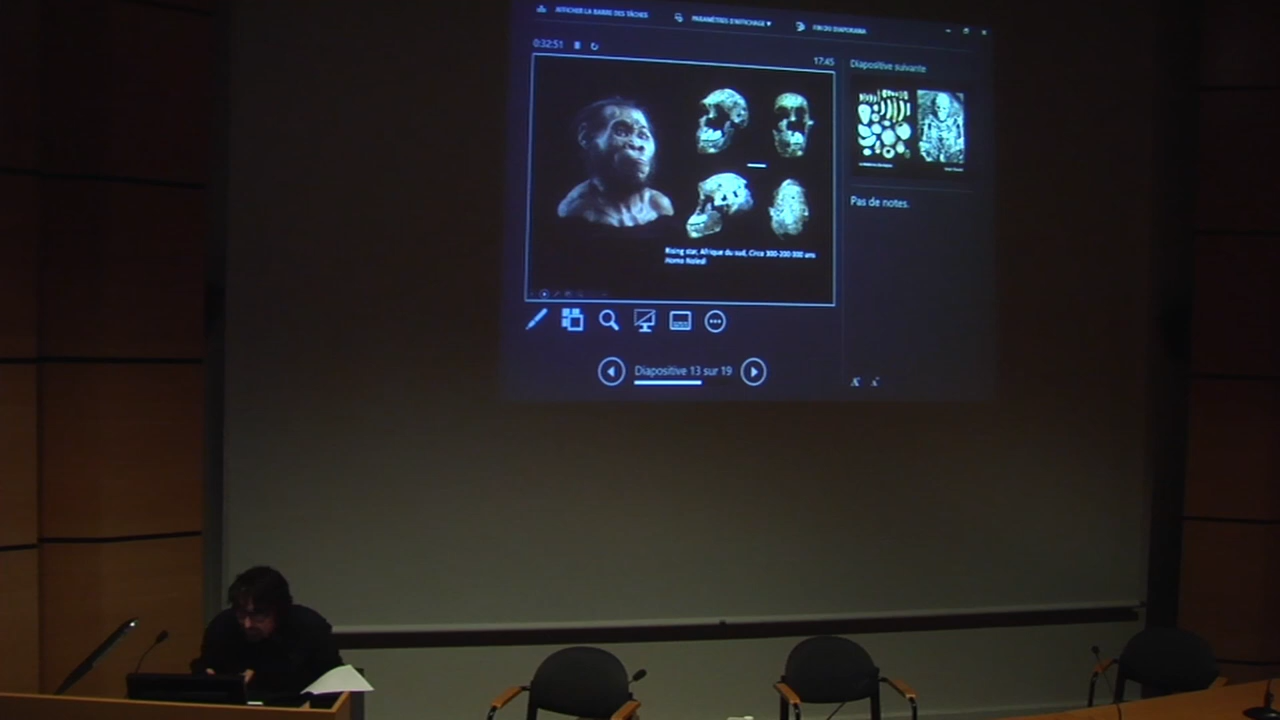 AFFICHER LA BARRE DES TÂCHES
PARAMÈTRES D'AFFICHAGE ▼
FIN DU DIAPORAMA
0:32:51
17:45
Diapositive suivante
Pas de notes.
Rising star, Afrique du sud, Circa 300-200 000 ans
Homo Naledi
Diapositive 13 sur 19